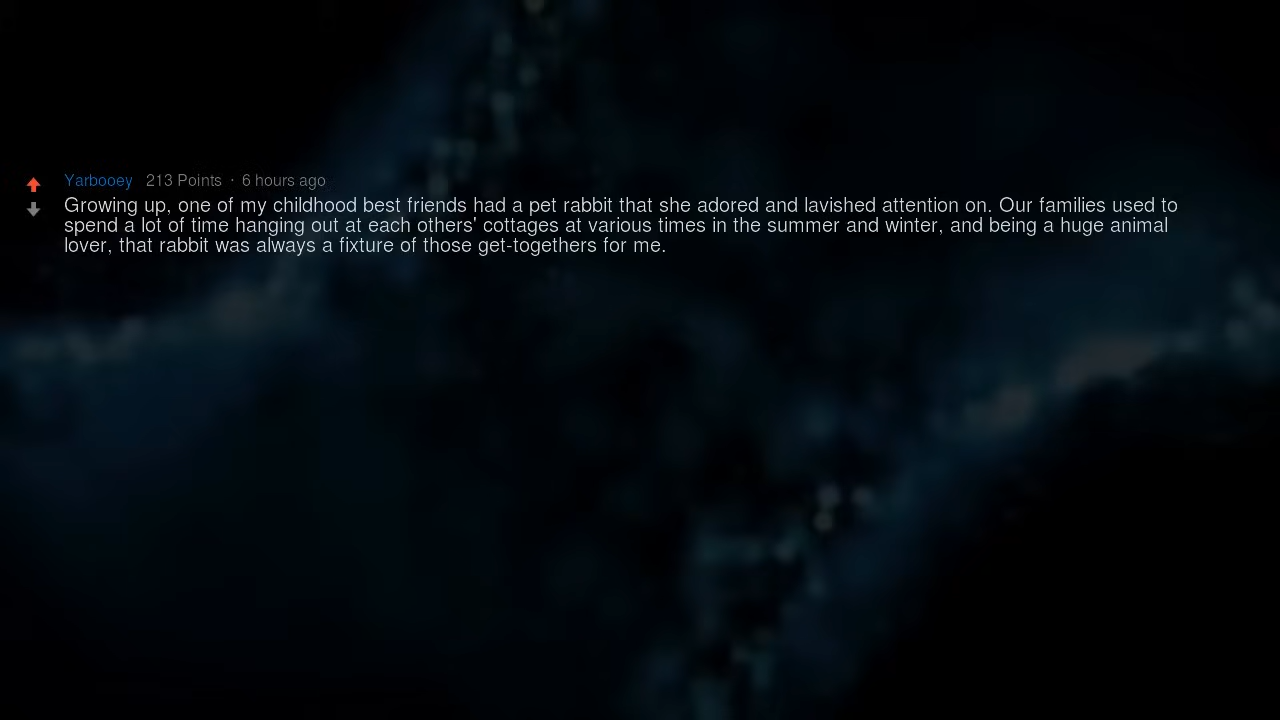 Yarbooey 213 Points · 6 hours ago
Growing up, one of my childhood best friends had a pet rabbit that she adored and lavished attention on. Our families used to
spend a lot of time hanging out at each others' cottages at various times in the summer and winter, and being a huge animal
lover, that rabbit was always a fixture of those get-togethers for me.